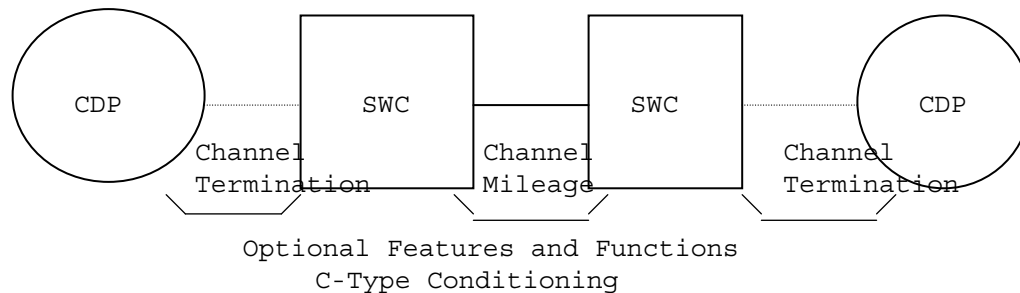 CDP SWC SWC CDP
Channel Channel Channel
Termination Mileage Termination
Optional Features and Functions
C-Type Conditioning